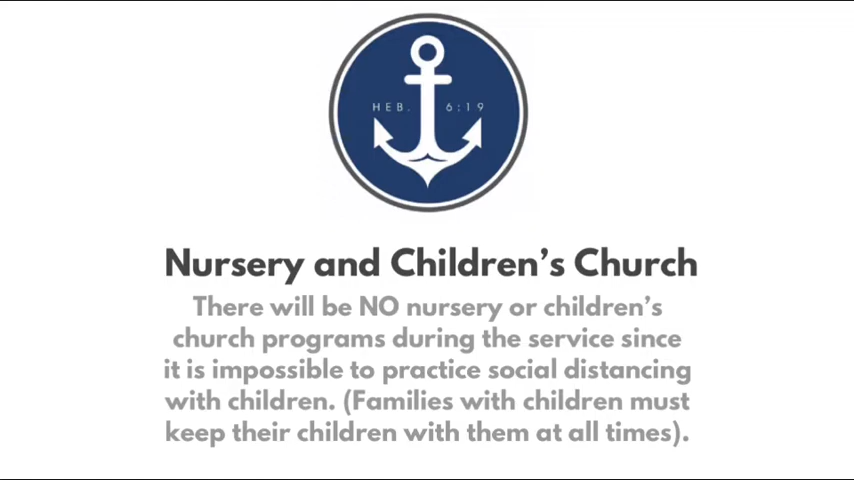 HEB. 6:19
Nursery and Children’s Church
There will be NO nursery or children’s
church programs during the service since
it is impossible to practice social distancing
with children. (Families with children must
keep their children with them at all times).